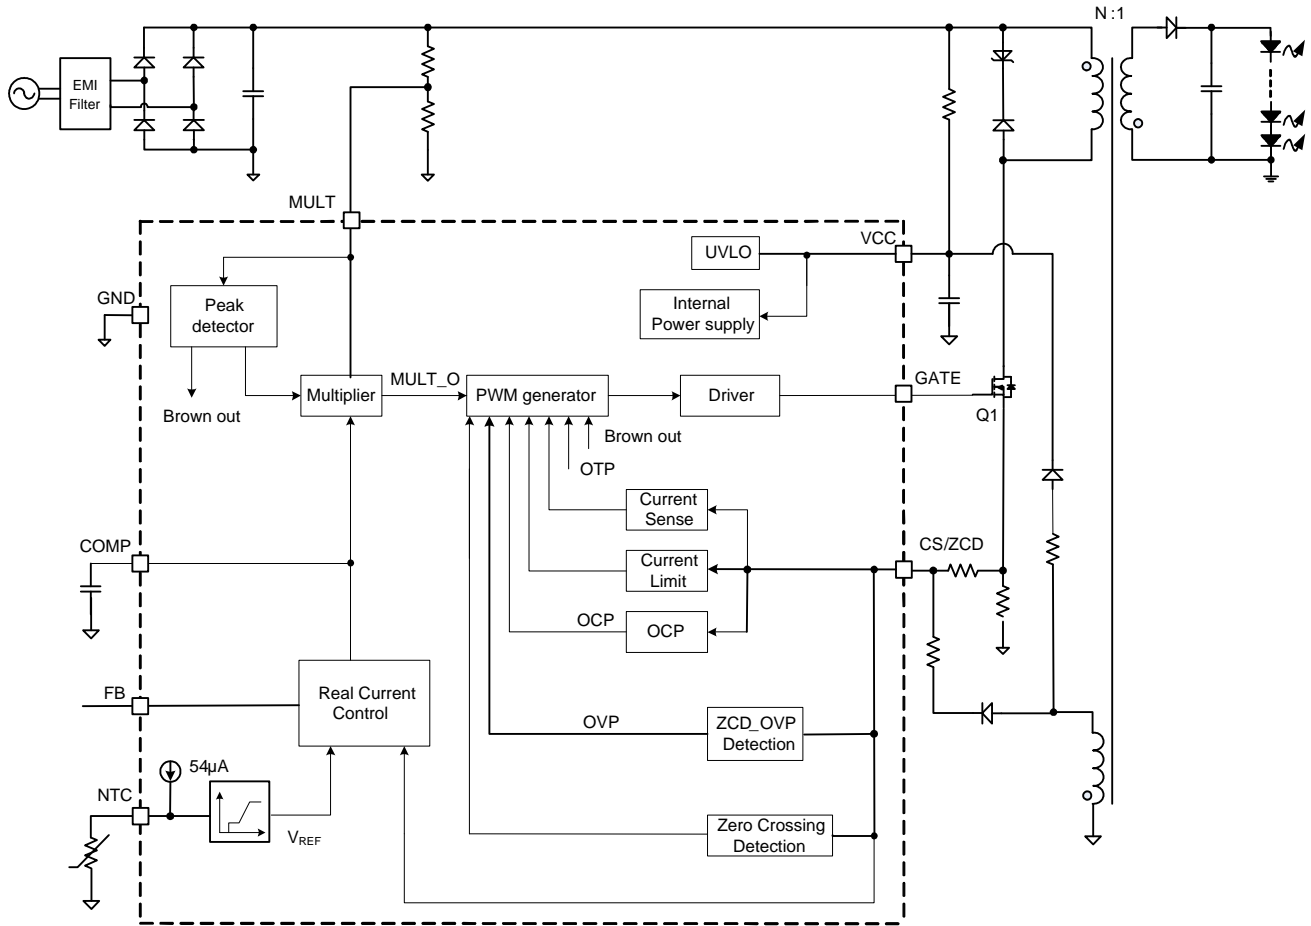 N:1
EMI
Filter
MULT
VCC
UVLO
GND
Peak
detector
Internal
Power supply
Multiplier
MULT_O
PWM generator
Driver
GATE
Q1
Brown out
Brown out
OTP
Current
Sense
COMP
CS/ZCD
Current
Limit
OCP
OCP
FB
Real Current
Control
OVP
ZCD_OVP
Detection
54µA
NTC
VREF
Zero Crossing
Detection